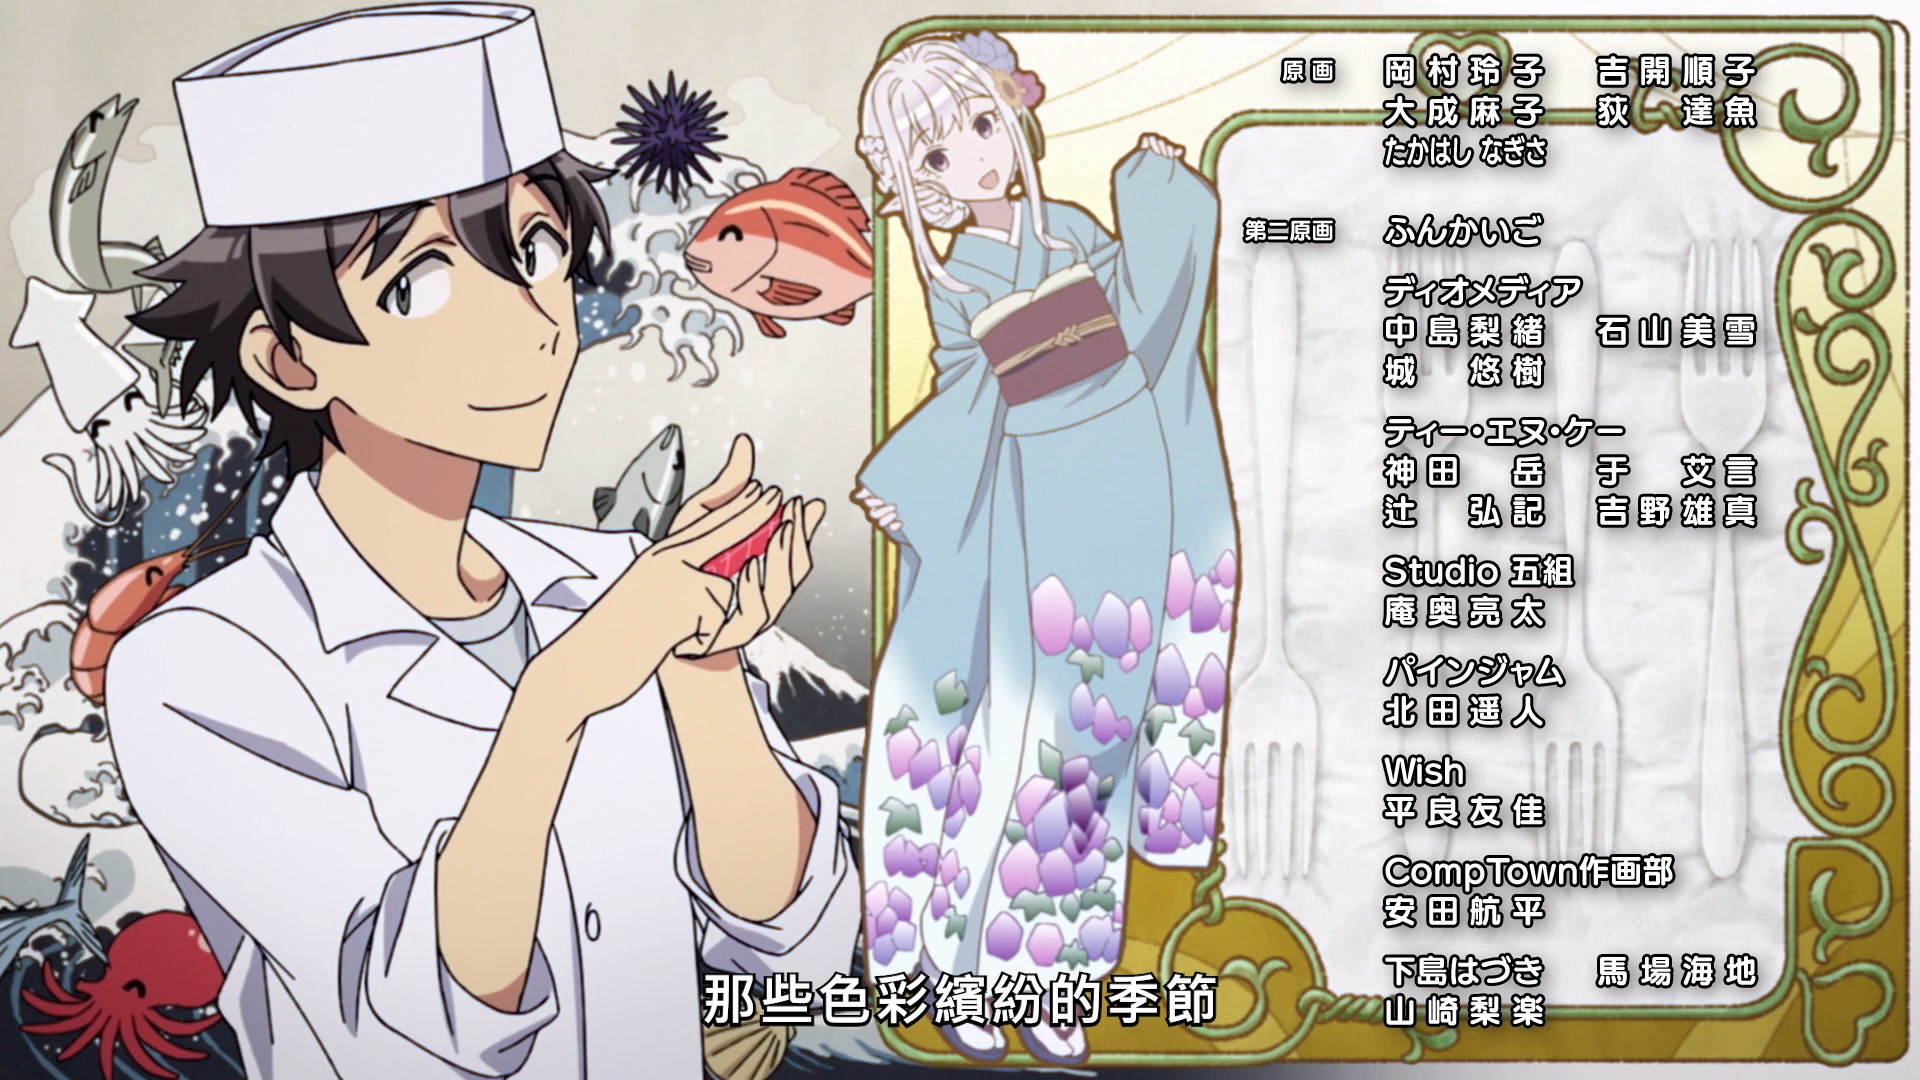 原画 岡村玲子 吉開順子
大成麻子 荻 達魚
たかはし なぎさ
第二原画 ふんかいご
ディオメディア
中島梨緒 石山美雪
城 悠樹
ティー・エヌ・ケー
神田 岳 于 艾言
辻 弘記 吉野雄真
Studio 五組
庵奥亮太
パインジャム
北田遥人
Wish
平良友佳
CompTown作画部
安田航平
下島はづき 馬場海地
山崎梨楽
那些色彩繽紛的季節